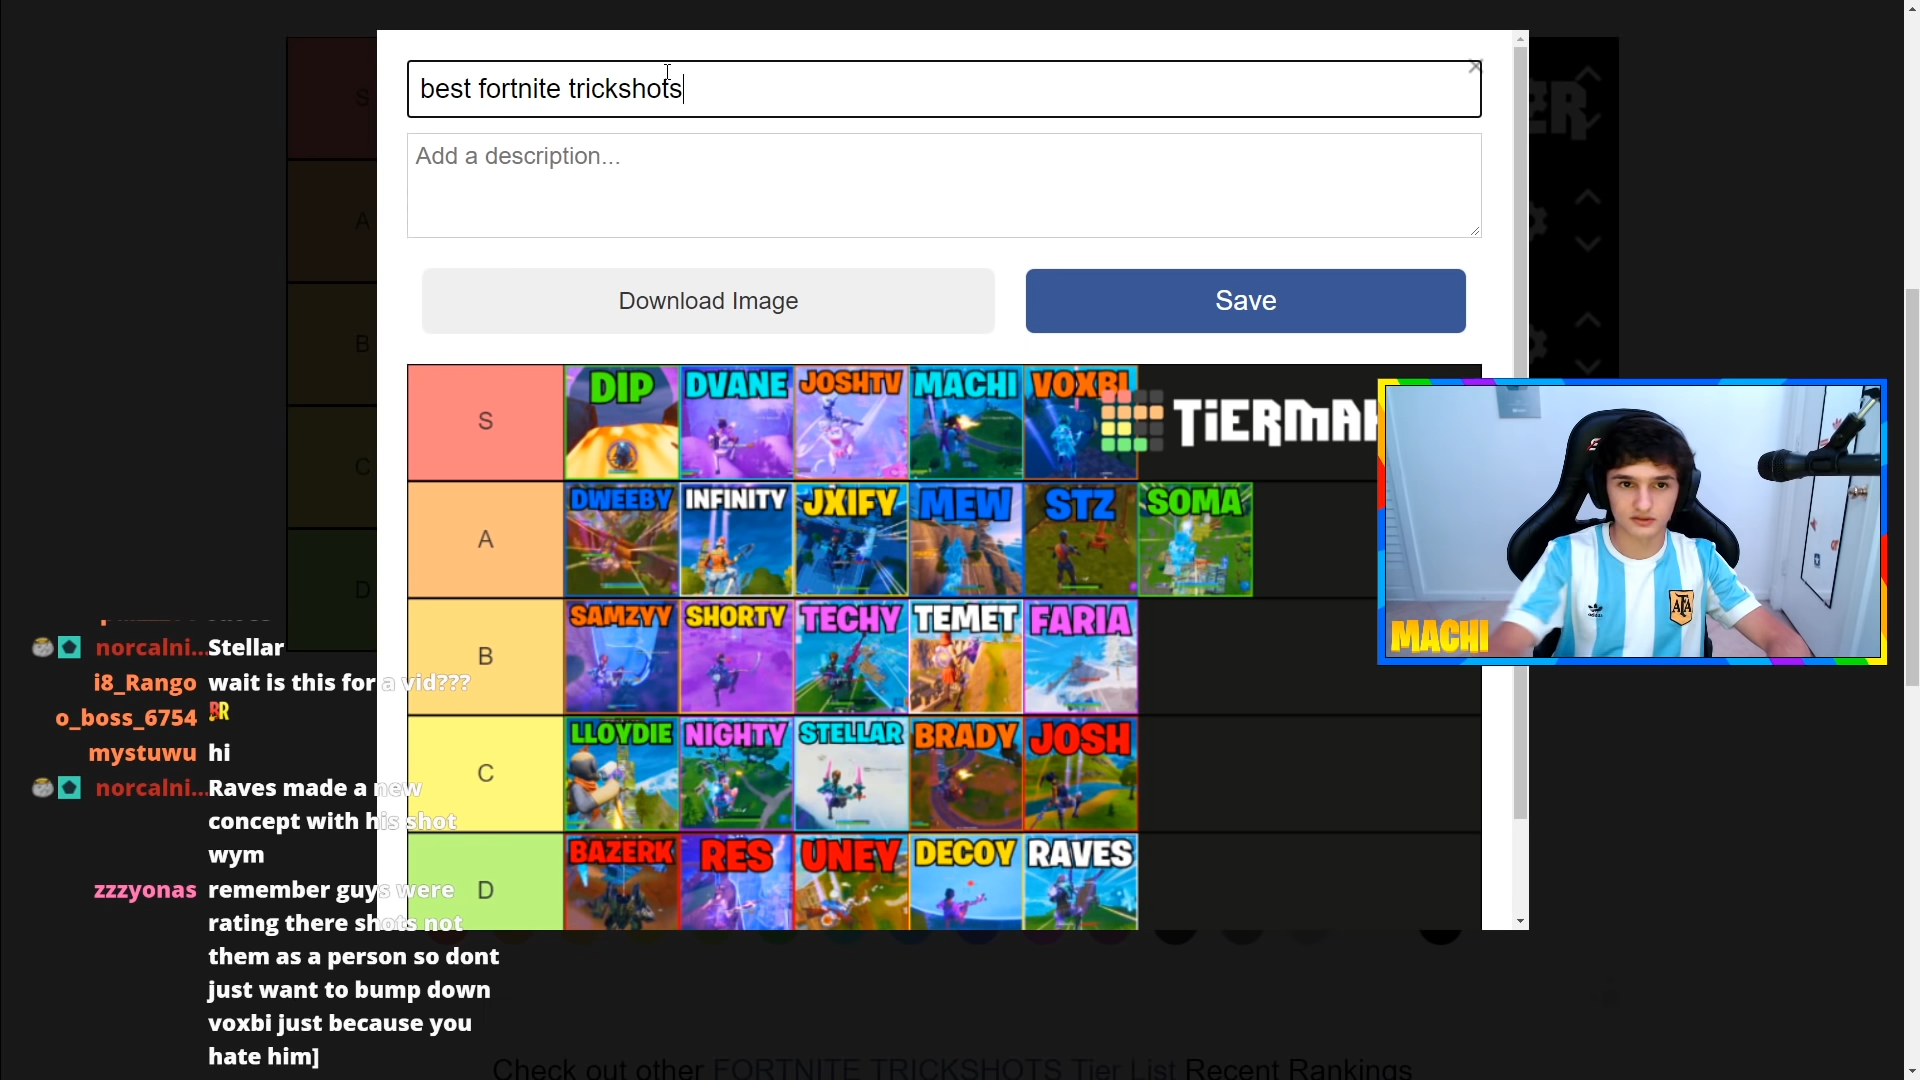 best fortnite trickshots
Add a description...
Download Image
Save
S
A
B
C
D
S
DIP
DVANE
JOSHTV
MACHI
VOXBI
A
DWEEBY
INFINITY
JXIFY
MEW
STZ
SOMA
B
SAMZYY
SHORTY
TECHY
TEMET
FARIA
C
LLOYDIE
NIGHTY
STELLAR
BRADY
JOSH
D
BAZERK
RES
UNEY
DECOY
RAVES
MACHI
AFA
adidas
norcalni... Stellar
i8_Rango wait is this for a vid???
o_boss_6754
mystuwu hi
norcalni... Raves made a new
concept with his shot
wym
zzzyonas remember guys were
rating there shots not
them as a person so dont
just want to bump down
voxbi just because you
hate him]
Check out other FORTNITE TRICKSHOTS Tier List Recent Rankings